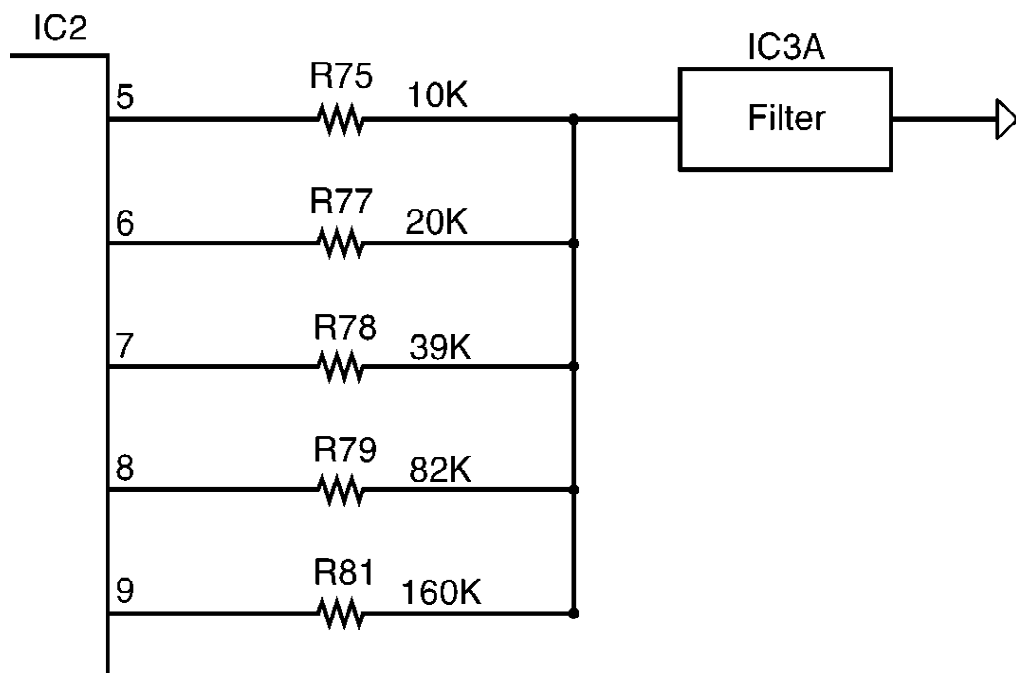 IC2
IC3A
R75 10K
5
Filter
R77 20K
6
R78 39K
7
R79 82K
8
R81 160K
9